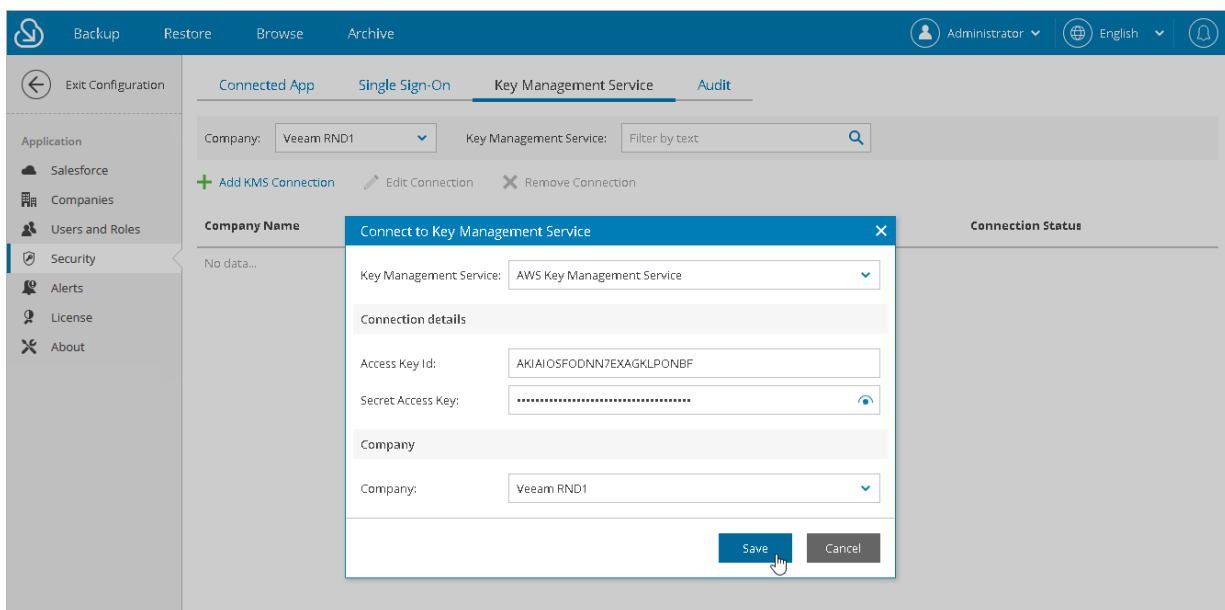 Backup Restore Browse Archive Administrator English
Exit Configuration
Connected App Single Sign-On Key Management Service Audit
Application
Salesforce
Companies
Users and Roles
Security
Alerts
License
About
Company: Veeam RND1 Key Management Service: Filter by text
Add KMS Connection Edit Connection Remove Connection
Company Name Connection Status
No data...
Connect to Key Management Service
Key Management Service: AWS Key Management Service
Connection details
Access Key Id: AKIAIOSFODNN7EXAGKLPONBF
Secret Access Key: ••••••••••••••••••••••••••••••••••••••
Company
Company: Veeam RND1
Save Cancel